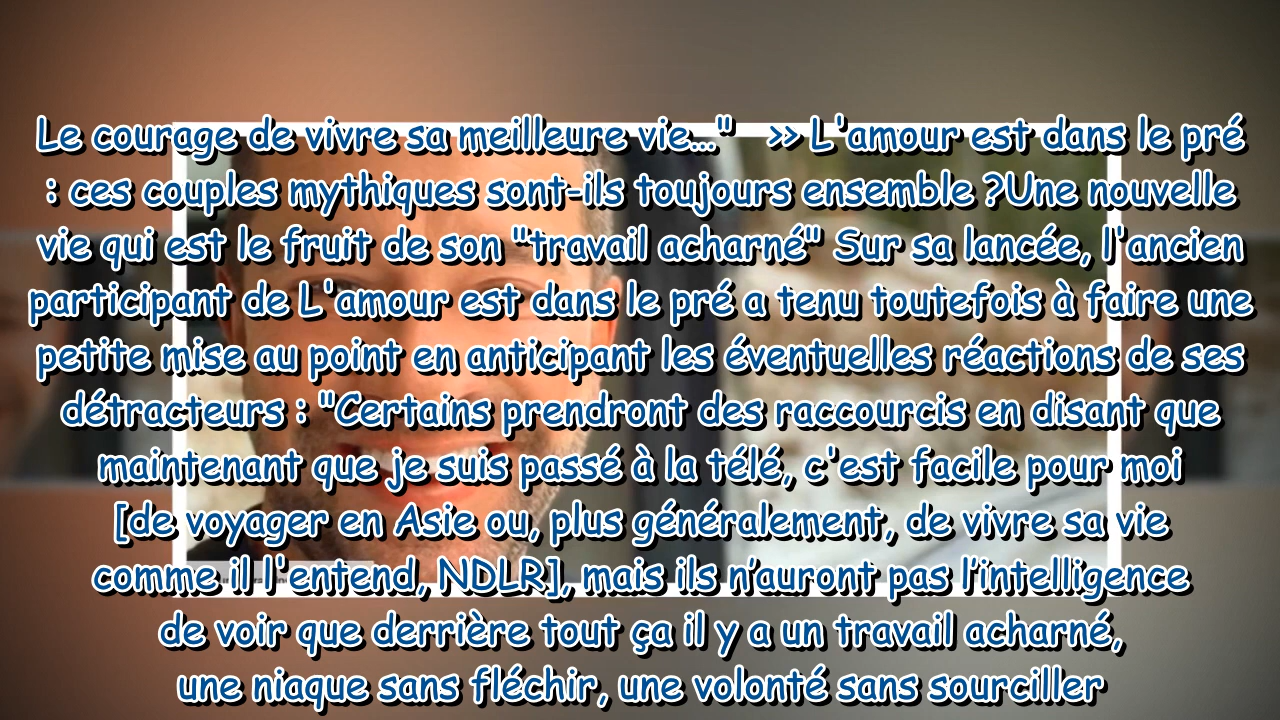 Le courage de vivre sa meilleure vie..."   >> L'amour est dans le pré
: ces couples mythiques sont-ils toujours ensemble ?Une nouvelle
vie qui est le fruit de son "travail acharné" Sur sa lancée, l'ancien
participant de L'amour est dans le pré a tenu toutefois à faire une
petite mise au point en anticipant les éventuelles réactions de ses
détracteurs : "Certains prendront des raccourcis en disant que
maintenant que je suis passé à la télé, c'est facile pour moi
[de voyager en Asie ou, plus généralement, de vivre sa vie
comme il l'entend, NDLR], mais ils n’auront pas l’intelligence
de voir que derrière tout ça il y a un travail acharné,
une niaque sans fléchir, une volonté sans sourciller